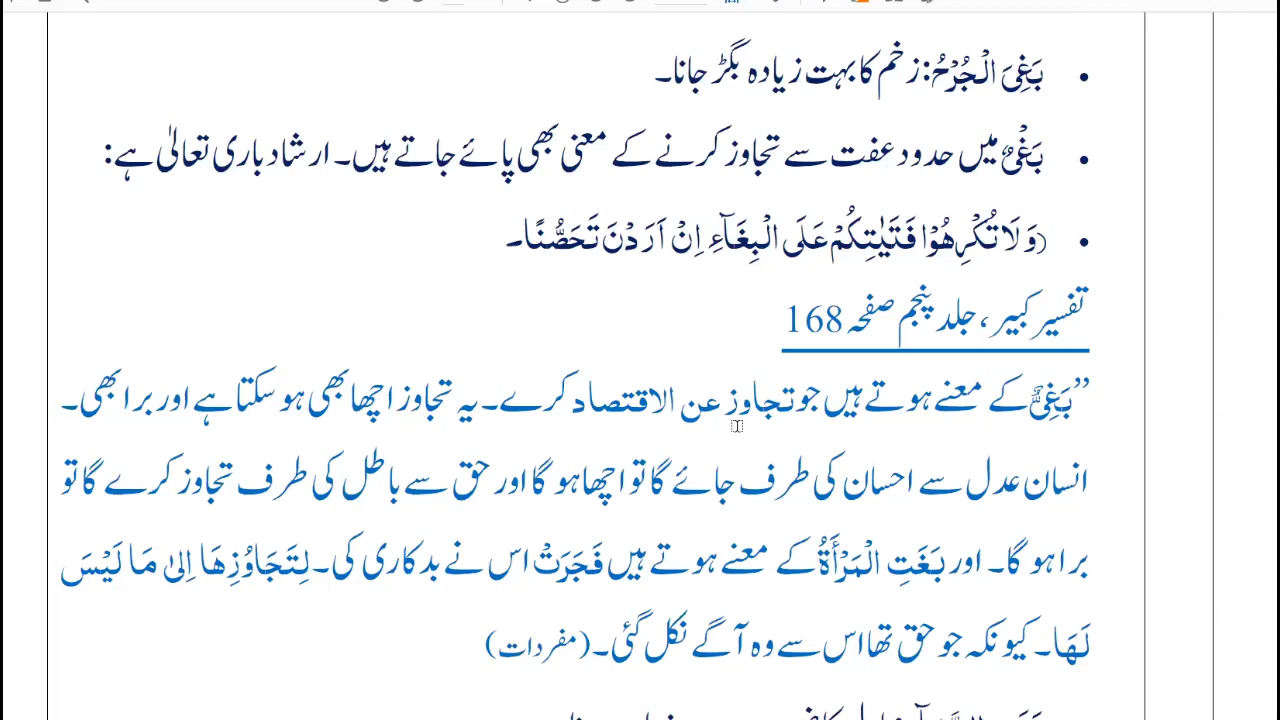 بَغِیَ الْجُرْحُ: زخم کا بہت زیادہ بگڑ جانا۔
بَغْیٌ میں حدود عفت سے تجاوز کرنے کے معنی بھی پائے جاتے ہیں۔ ارشاد باری تعالیٰ ہے:
(وَلَا تُكْرِهُوْا فَتَيٰتِكُمْ عَلَى الْبِغَآءِ اِنْ اَرَدْنَ تَحَصُّنًا۔
تفسیر کبیر، جلد پنجم صفحہ 168
”بَغِیٌّ کے معنے ہوتے ہیں جو تجاوز عن الاقتصاد کرے۔ یہ تجاوز اچھا بھی ہو سکتا ہے اور برا بھی۔
انسان عدل سے احسان کی طرف جائے گا تو اچھا ہو گا اور حق سے باطل کی طرف تجاوز کرے گا تو
برا ہو گا۔ اور بَغَتِ الْمَرْأَةُ کے معنے ہوتے ہیں فَجَرَتْ اس نے بدکاری کی۔ لِتَجَاوُزِهَا اِلیٰ مَا لَيْسَ
لَهَا۔ کیونکہ جو حق تھا اس سے وہ آگے نکل گئی۔ (مفردات)